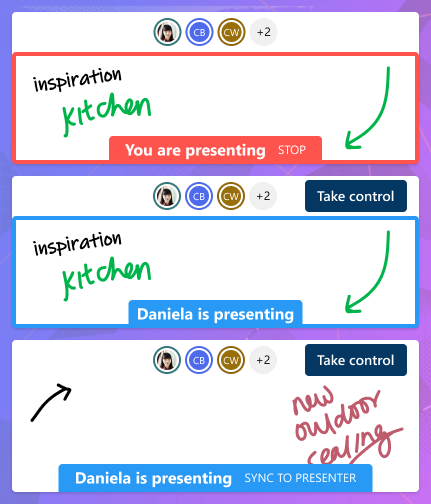 CB CW +2
inspiration
kitchen
You are presenting STOP
CB CW +2 Take control
inspiration
kitchen
Daniela is presenting
CB CW +2 Take control
new
outdoor
sealing
Daniela is presenting SYNC TO PRESENTER